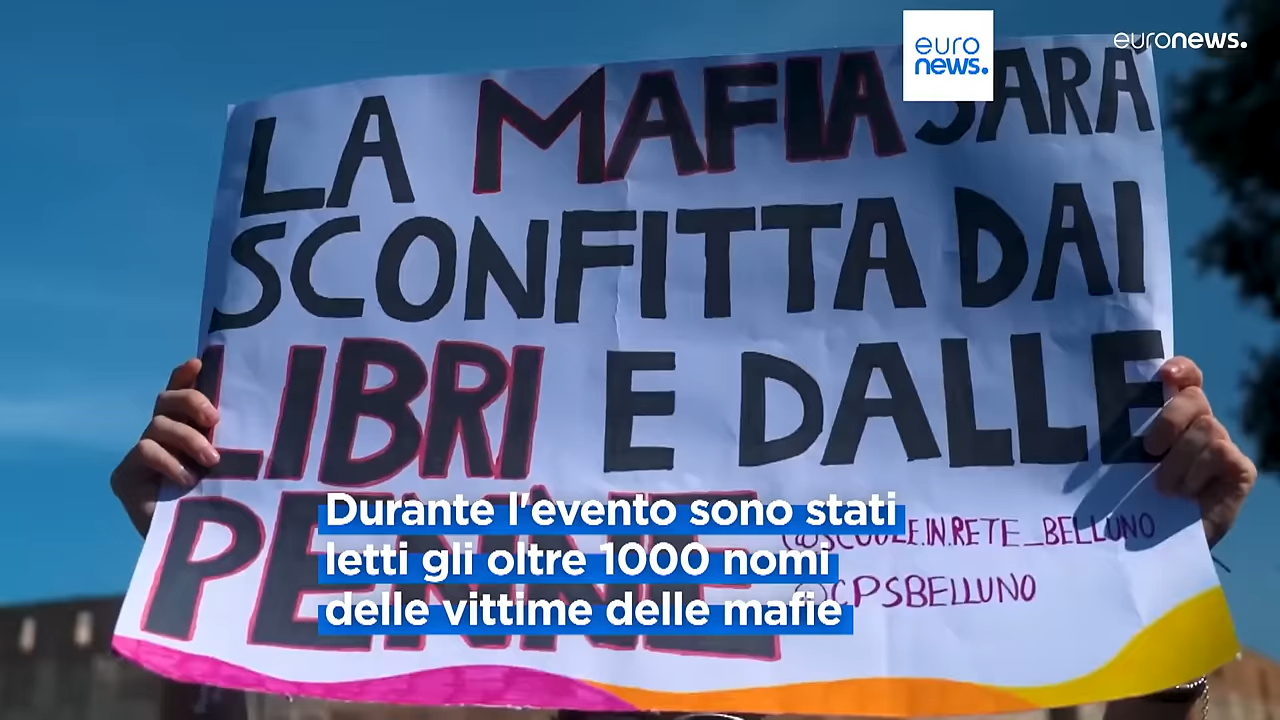 euro
news.
euronews.
LA MAFIA SARÀ
SCONFITTA DAI
LIBRI E DALLE
PENNE
@SCUOLE.IN.RETE_BELLUNO
@CPSBELLUNO
Durante l'evento sono stati
letti gli oltre 1000 nomi
delle vittime delle mafie